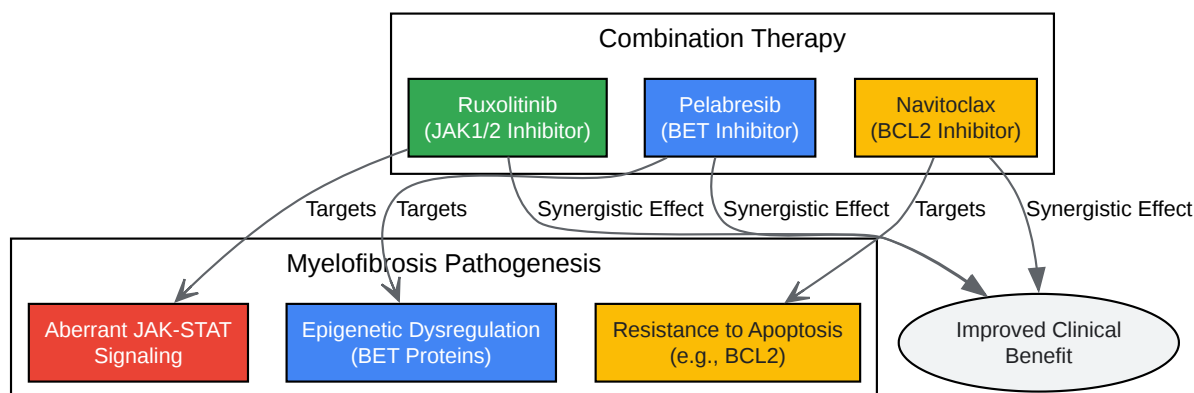 Combination Therapy
Ruxolitinib
(JAK1/2 Inhibitor)
Pelabresib
(BET Inhibitor)
Navitoclax
(BCL2 Inhibitor)
Targets
Targets
Synergistic Effect
Synergistic Effect
Targets
Synergistic Effect
Myelofibrosis Pathogenesis
Aberrant JAK-STAT
Signaling
Epigenetic Dysregulation
(BET Proteins)
Resistance to Apoptosis
(e.g., BCL2)
Improved Clinical
Benefit